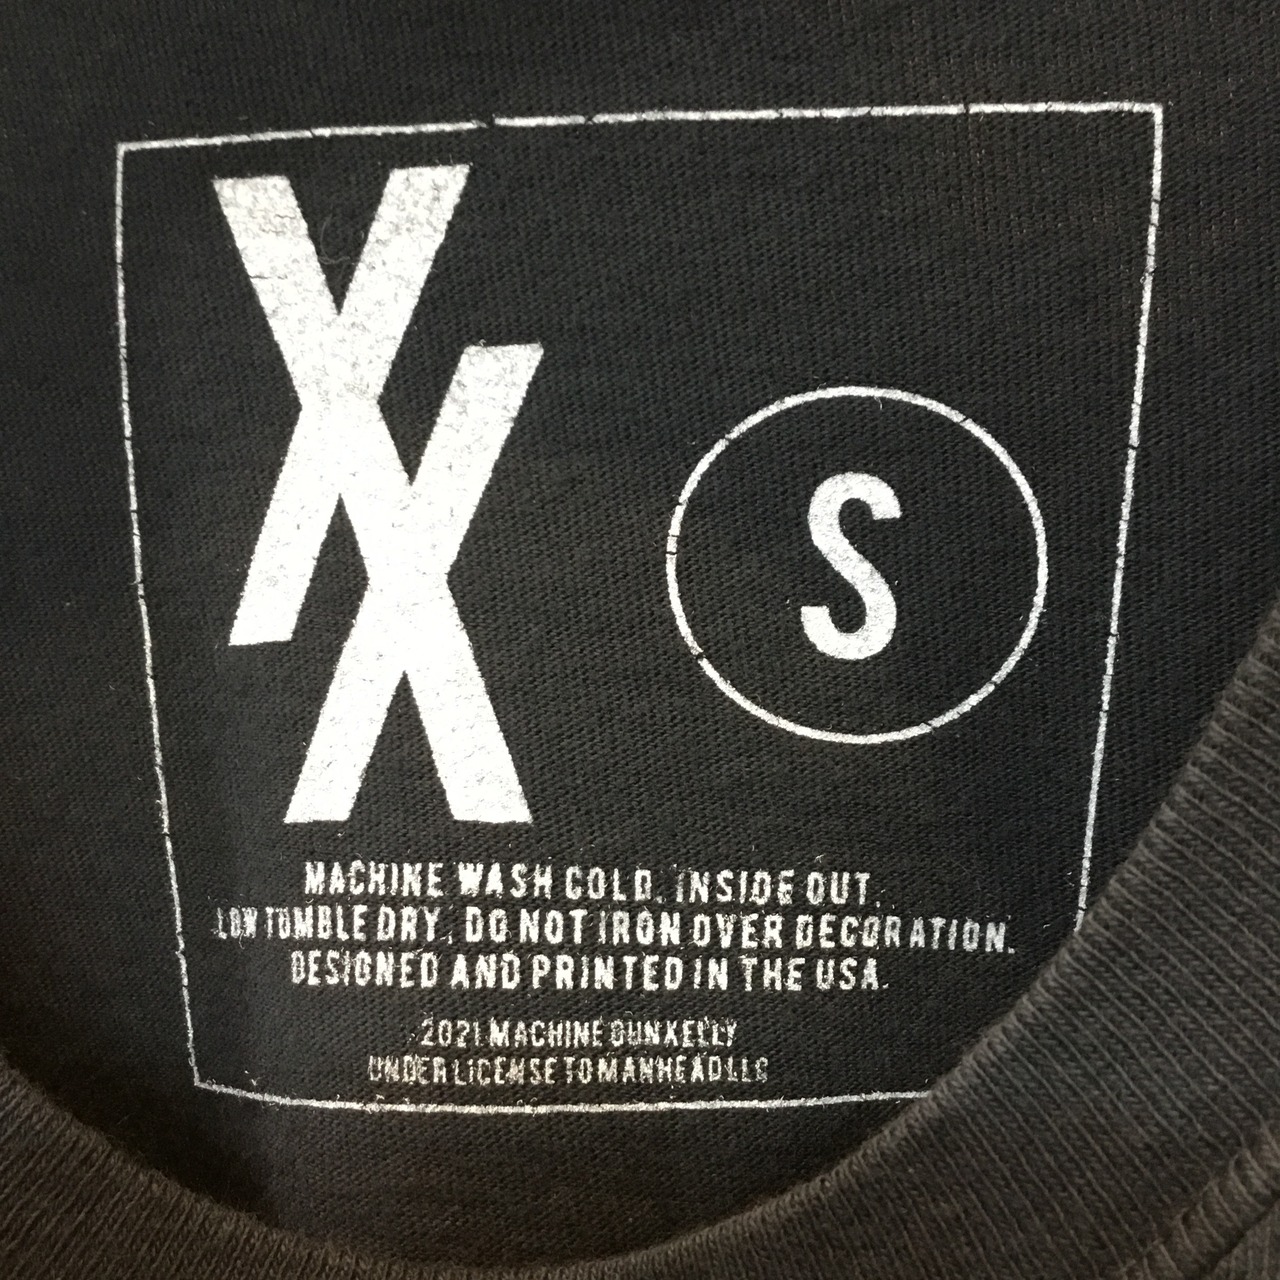 XX
S
MACHINE WASH COLD. INSIDE OUT.
LOW TUMBLE DRY. DO NOT IRON OVER DECORATION.
DESIGNED AND PRINTED IN THE USA.
2021 MACHINE GUN KELLY
UNDER LICENSE TO MANHEAD LLC